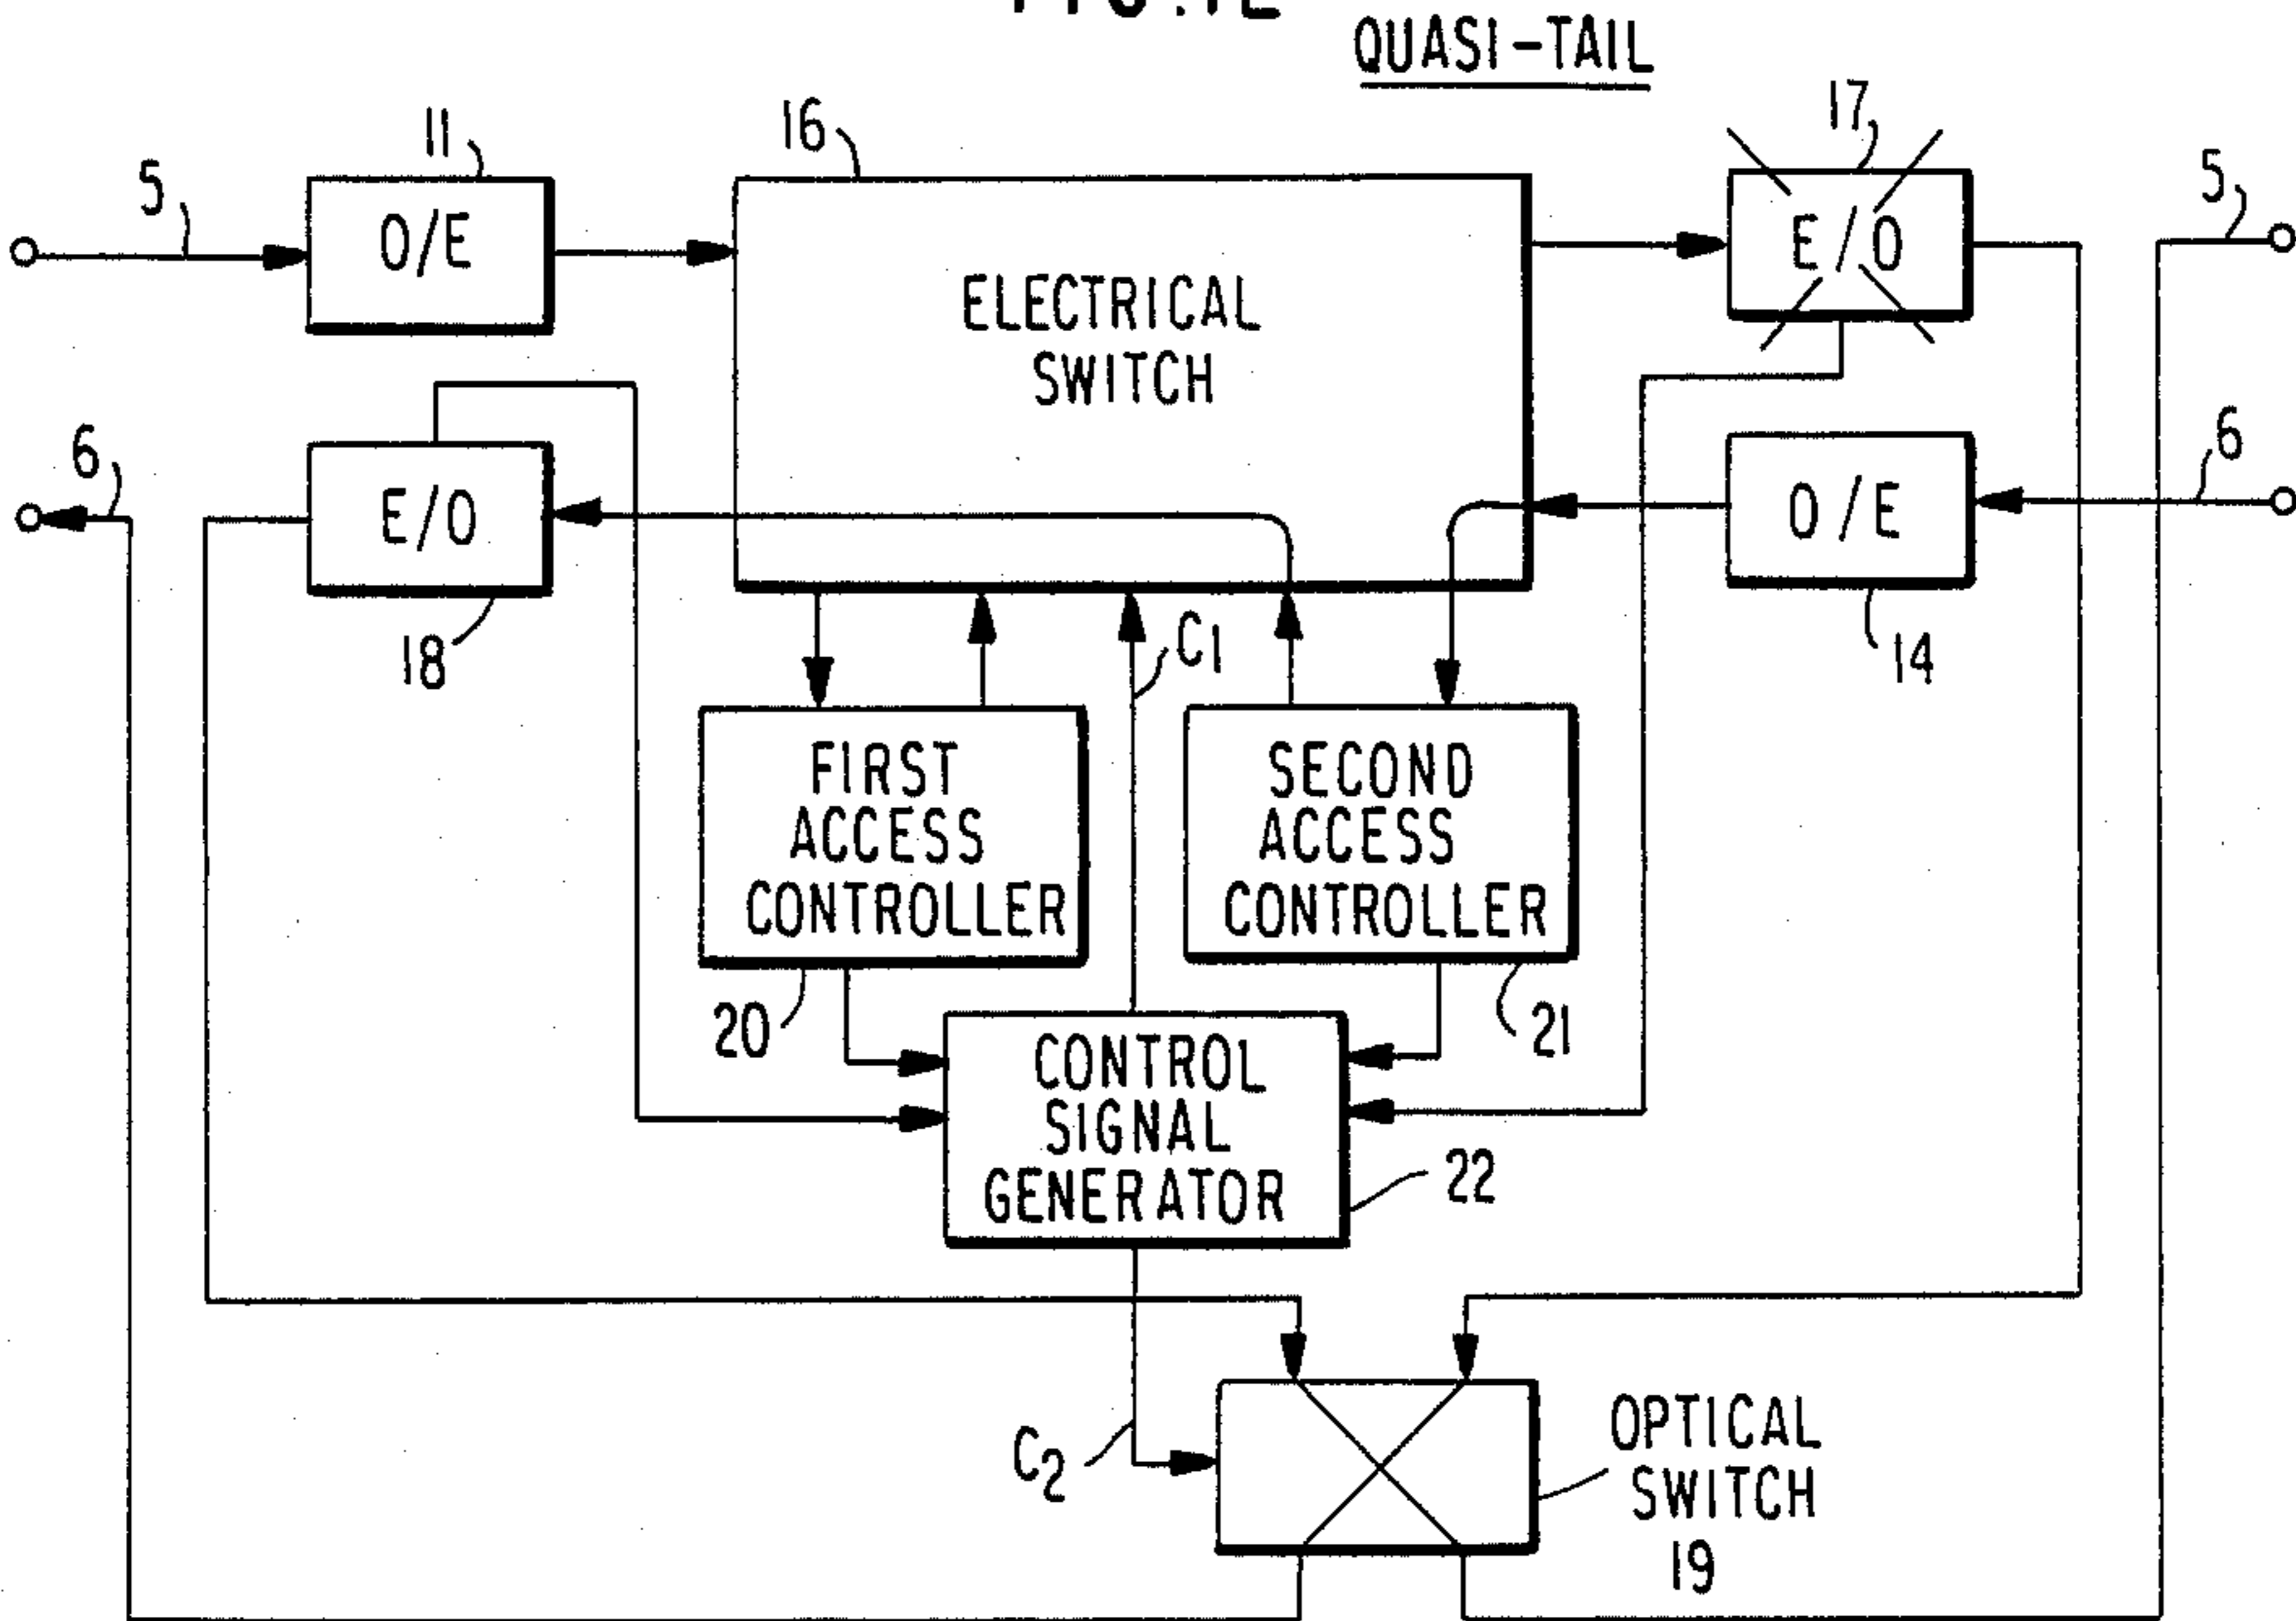 QUASI-TAIL
5
11
O/E
16
ELECTRICAL
SWITCH
17
E/O
5
6
E/O
18
O/E
14
6
C1
FIRST
ACCESS
CONTROLLER
20
SECOND
ACCESS
CONTROLLER
21
CONTROL
SIGNAL
GENERATOR
22
C2
OPTICAL
SWITCH
19